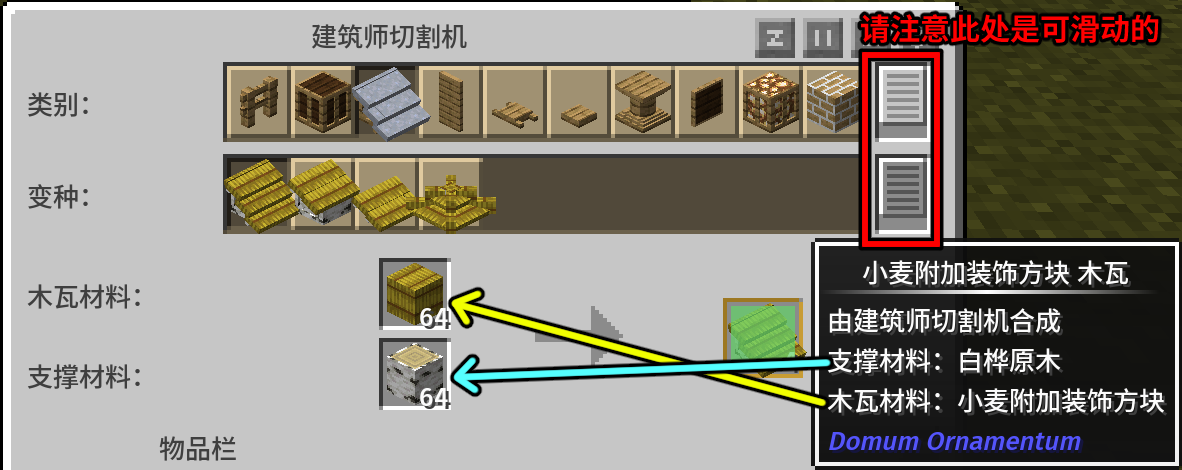 建筑师切割机
请注意此处是可滑动的
类别：
变种：
木瓦材料：
64
支撑材料：
64
物品栏
小麦附加装饰方块 木瓦
由建筑师切割机合成
支撑材料：白桦原木
木瓦材料：小麦附加装饰方块
Domum Ornamentum